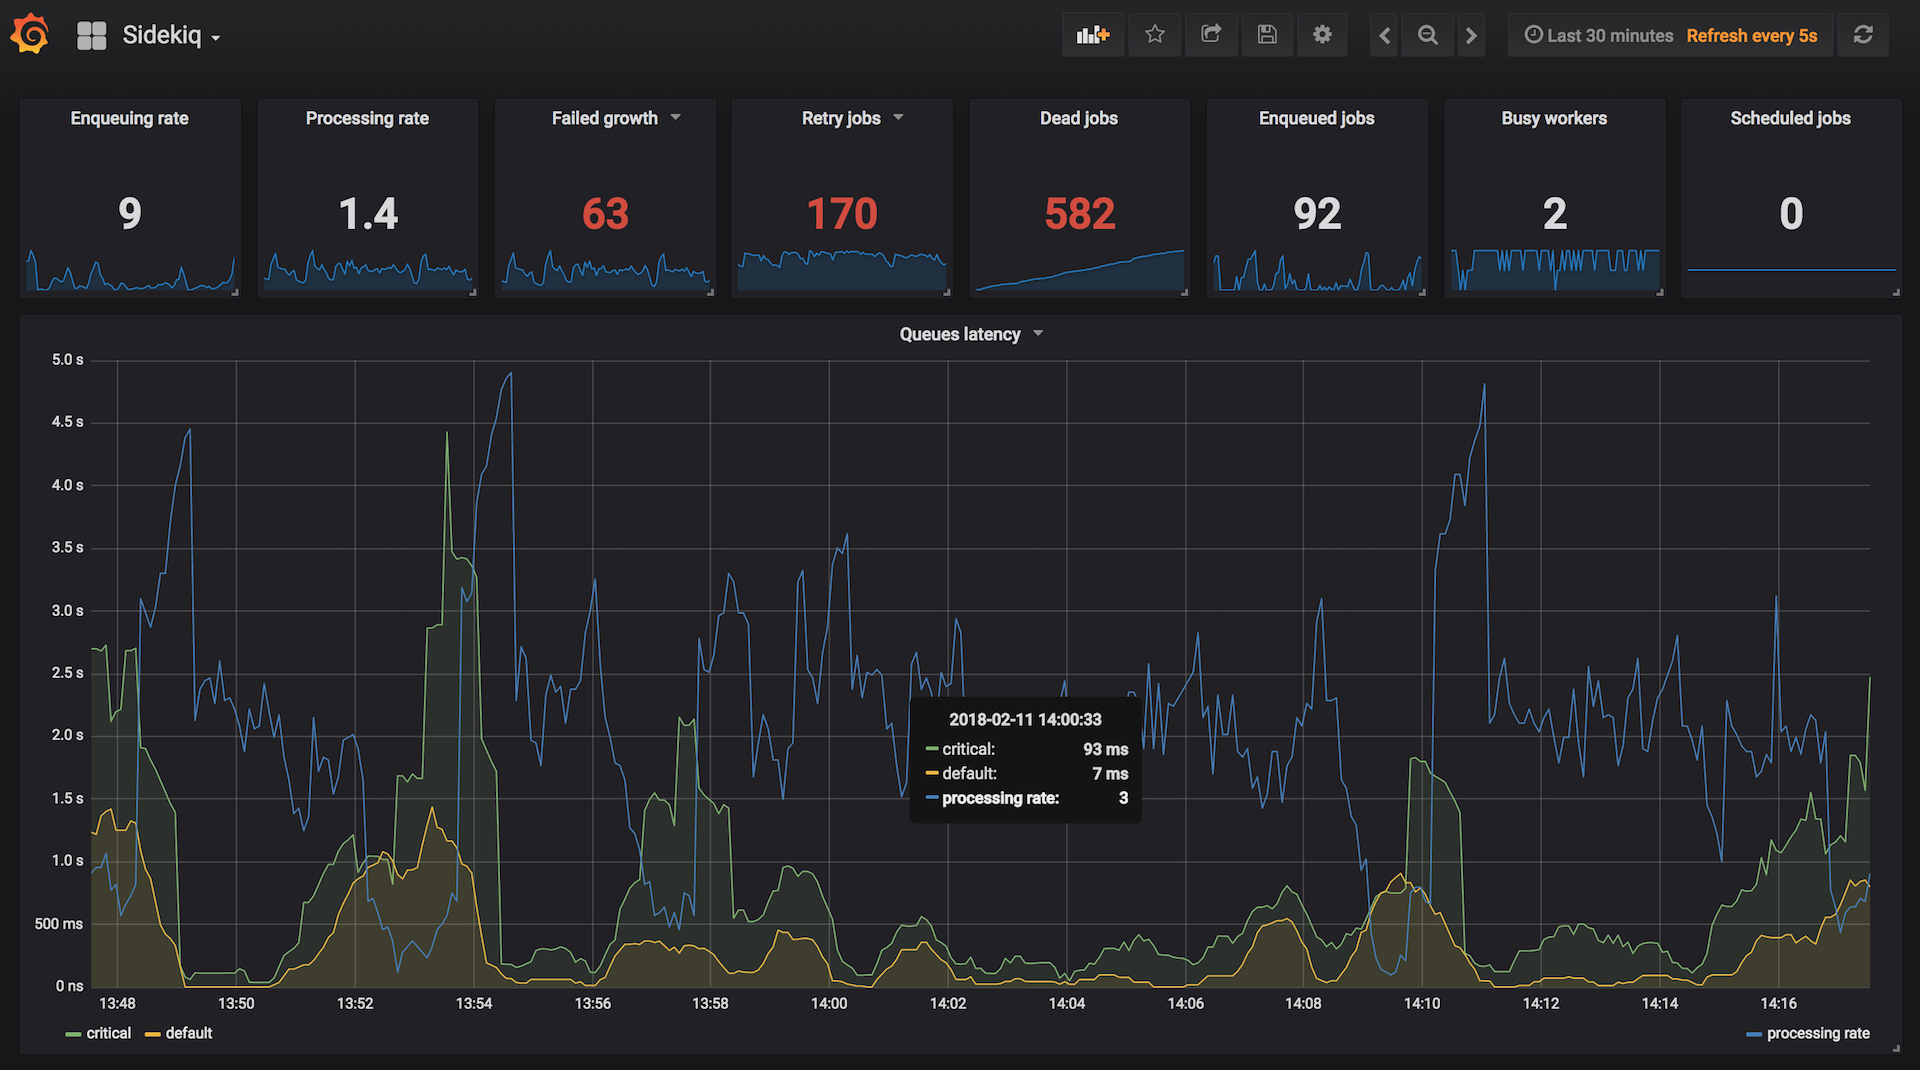 Sidekiq
Last 30 minutes Refresh every 5s
Enqueuing rate
9
Processing rate
1.4
Failed growth
63
Retry jobs
170
Dead jobs
582
Enqueued jobs
92
Busy workers
2
Scheduled jobs
0
Queues latency
5.0 s
4.5 s
4.0 s
3.5 s
3.0 s
2.5 s
2.0 s
1.5 s
1.0 s
500 ms
0 ns
2018-02-11 14:00:33
critical: 93 ms
default: 7 ms
processing rate: 3
13:48 13:50 13:52 13:54 13:56 13:58 14:00 14:02 14:04 14:06 14:08 14:10 14:12 14:14 14:16
critical default processing rate